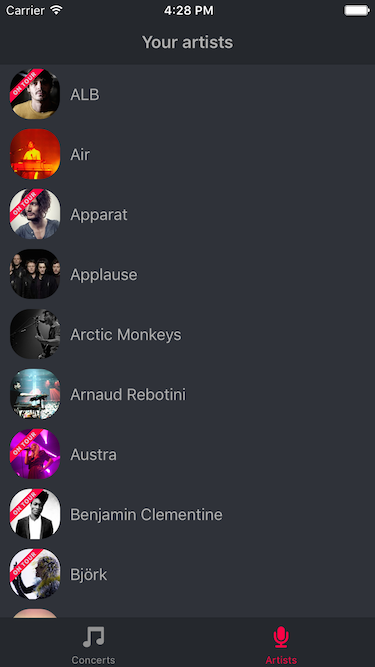 Carrier 4:28 PM
Your artists
ON TOUR
ALB
Air
ON TOUR
Apparat
Applause
Arctic Monkeys
Arnaud Rebotini
ON TOUR
Austra
ON TOUR
Benjamin Clementine
ON TOUR
Björk
Concerts Artists